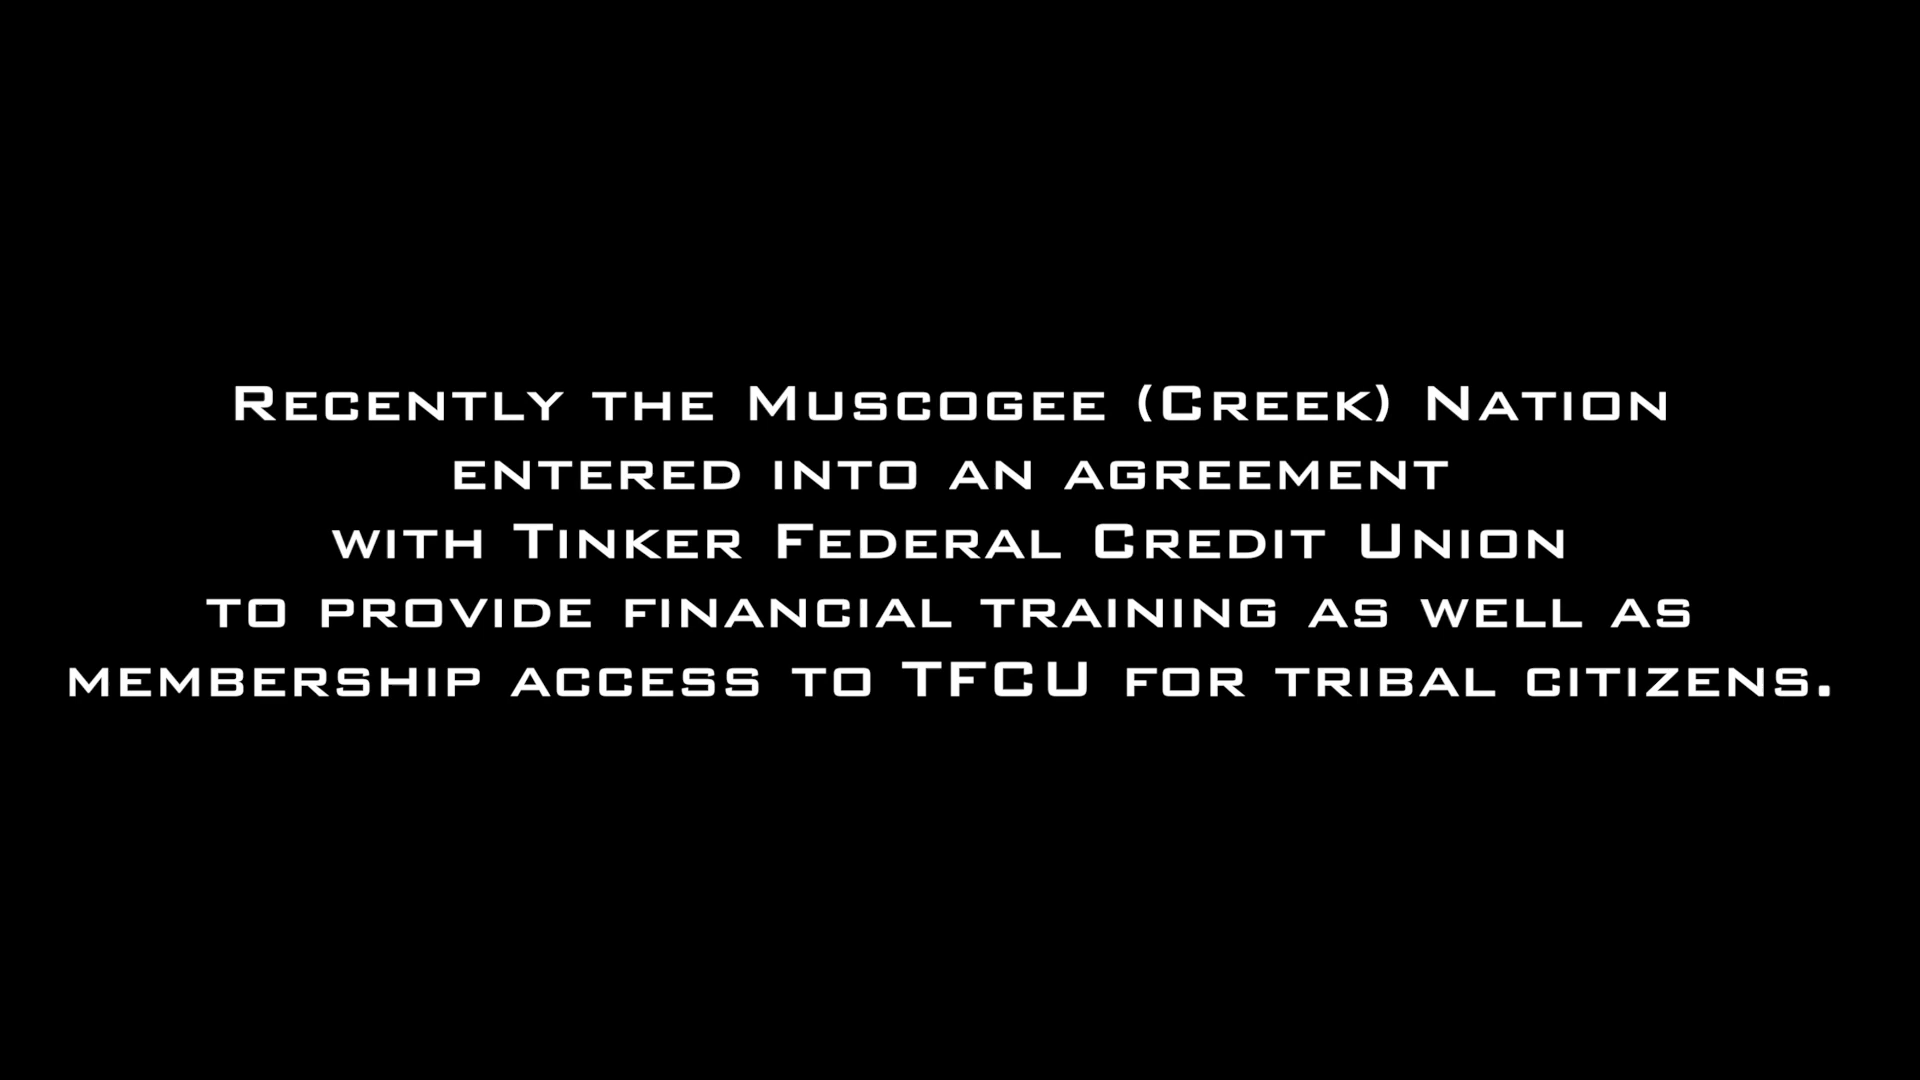 Recently the Muscogee (Creek) Nation
entered into an agreement
with Tinker Federal Credit Union
to provide financial training as well as
membership access to TFCU for tribal citizens.